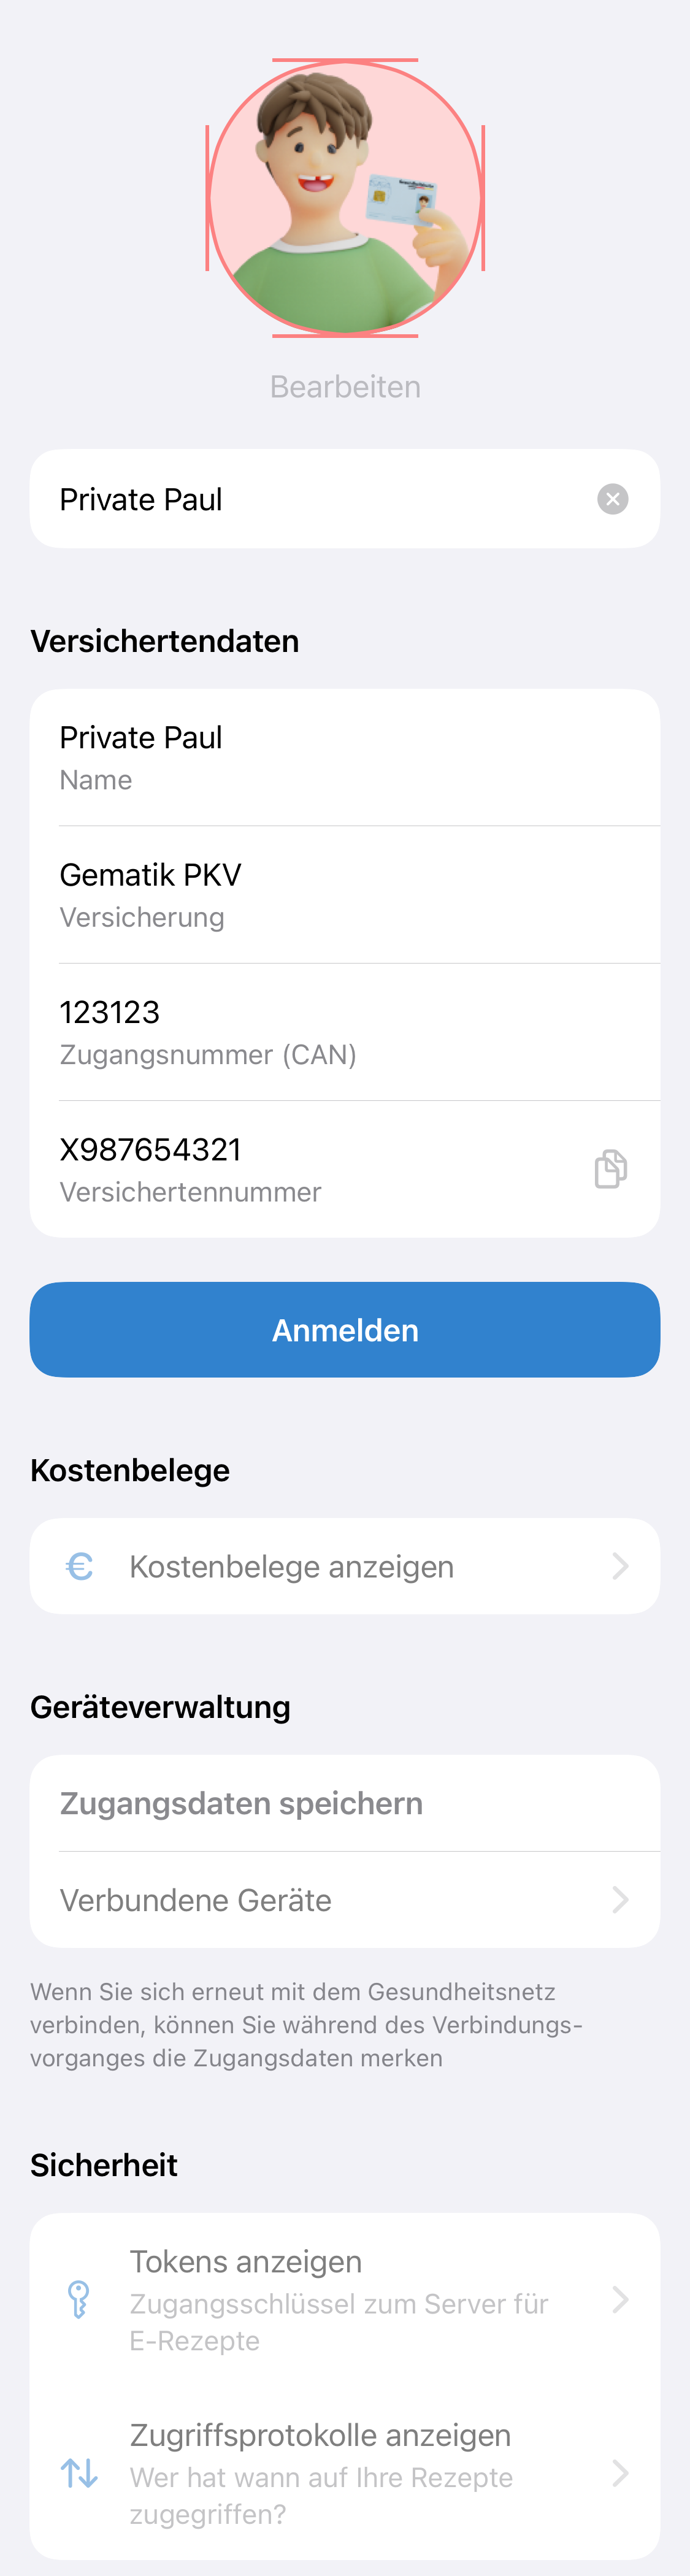 Bearbeiten
Private Paul
Versichertendaten
Private Paul
Name
Gematik PKV
Versicherung
123123
Zugangsnummer (CAN)
X987654321
Versichertennummer
Anmelden
Kostenbelege
€ Kostenbelege anzeigen
Geräteverwaltung
Zugangsdaten speichern
Verbundene Geräte
Wenn Sie sich erneut mit dem Gesundheitsnetz
verbinden, können Sie während des Verbindungs-
vorganges die Zugangsdaten merken
Sicherheit
Tokens anzeigen
Zugangsschlüssel zum Server für
E-Rezepte
Zugriffsprotokolle anzeigen
Wer hat wann auf Ihre Rezepte
zugegriffen?